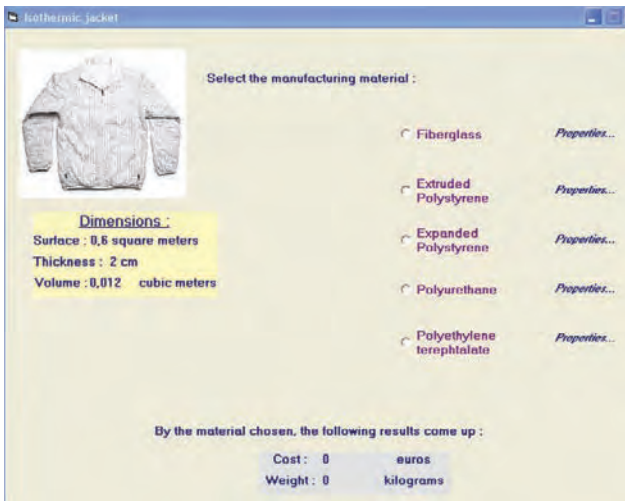 Isothermic jacket
Select the manufacturing material :
Fiberglass Properties...
Extruded Polystyrene Properties...
Expanded Polystyrene Properties...
Polyurethane Properties...
Polyethylene terephtalate Properties...
Dimensions :
Surface : 0,6 square meters
Thickness : 2 cm
Volume : 0,012 cubic meters
By the material chosen, the following results come up :
Cost : 0 euros
Weight : 0 kilograms